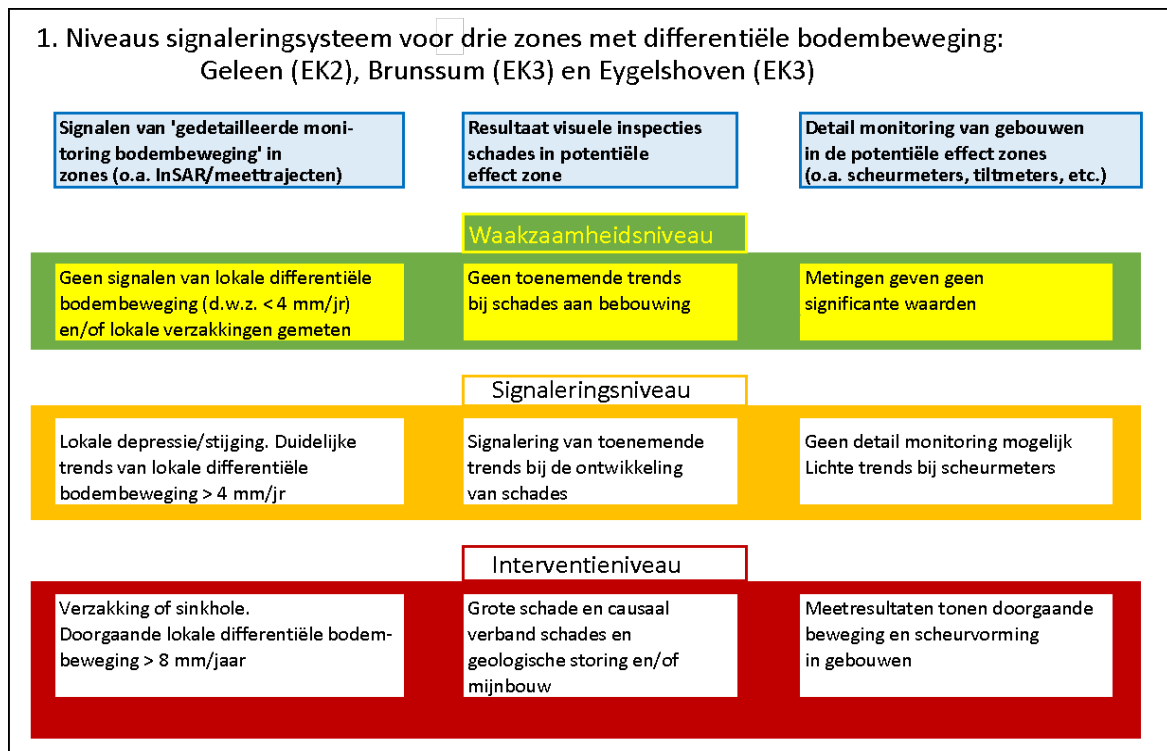 1. Niveaus signaleringsysteem voor drie zones met differentiële bodembeweging:
Geleen (EK2), Brunssum (EK3) en Eygelshoven (EK3)
Signalen van 'gedetailleerde moni-
toring bodembeweging' in
zones (o.a. InSAR/meettrajecten)
Resultaat visuele inspecties
schades in potentiële
effect zone
Detail monitoring van gebouwen
in de potentiële effect zones
(o.a. scheurmeters, tiltmeters, etc.)
Waakzaamheidsniveau
Geen signalen van lokale differentiële
bodembeweging (d.w.z. < 4 mm/jr)
en/of lokale verzakkingen gemeten
Geen toenemende trends
bij schades aan bebouwing
Metingen geven geen
significante waarden
Signaleringsniveau
Lokale depressie/stijging. Duidelijke
trends van lokale differentiële
bodembeweging > 4 mm/jr
Signalering van toenemende
trends bij de ontwikkeling
van schades
Geen detail monitoring mogelijk
Lichte trends bij scheurmeters
Interventieniveau
Verzakking of sinkhole.
Doorgaande lokale differentiële bodem-
beweging > 8 mm/jaar
Grote schade en causaal
verband schades en
geologische storing en/of
mijnbouw
Meetresultaten tonen doorgaande
beweging en scheurvorming
in gebouwen